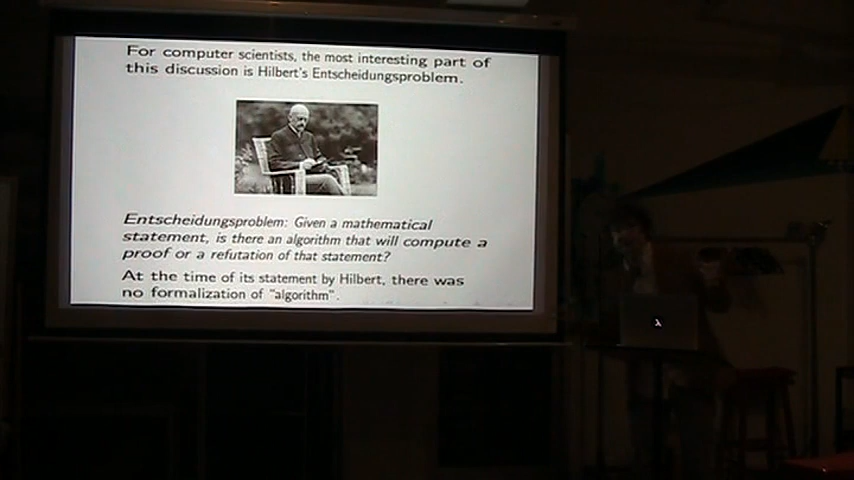 For computer scientists, the most interesting part of
this discussion is Hilbert's Entscheidungsproblem.
Entscheidungsproblem: Given a mathematical
statement, is there an algorithm that will compute a
proof or a refutation of that statement?
At the time of its statement by Hilbert, there was
no formalization of "algorithm".
λ